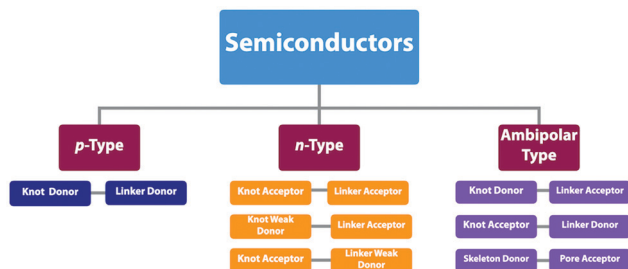 Semiconductors
p-Type
n-Type
Ambipolar
Type
Knot Donor
Linker Donor
Knot Acceptor
Linker Acceptor
Knot Weak
Donor
Linker Acceptor
Knot Acceptor
Linker Weak
Donor
Knot Donor
Linker Acceptor
Knot Acceptor
Linker Donor
Skeleton Donor
Pore Acceptor